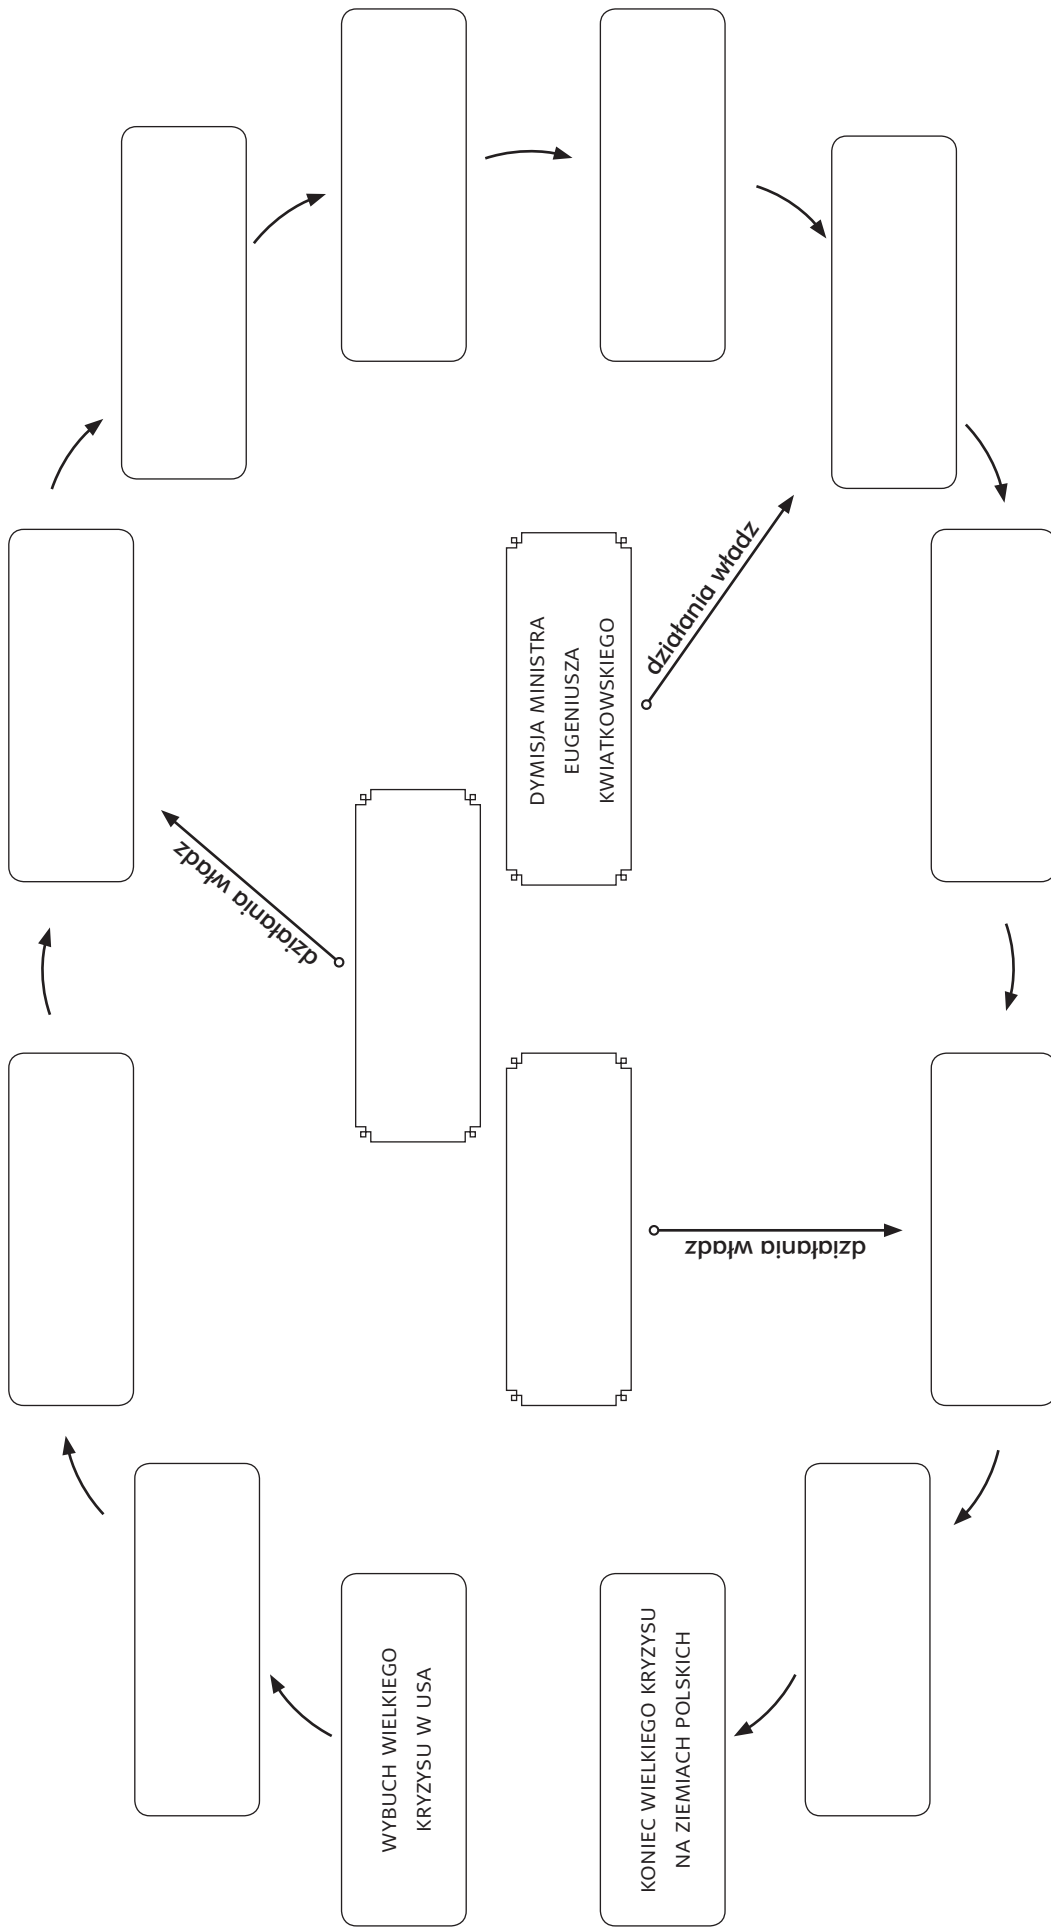 WYBUCH WIELKIEGO
KRYZYSU W USA
działania władz
DYMISJA MINISTRA
EUGENIUSZA
KWIATKOWSKIEGO
działania władz
działania władz
KONIEC WIELKIEGO KRYZYSU
NA ZIEMIACH POLSKICH